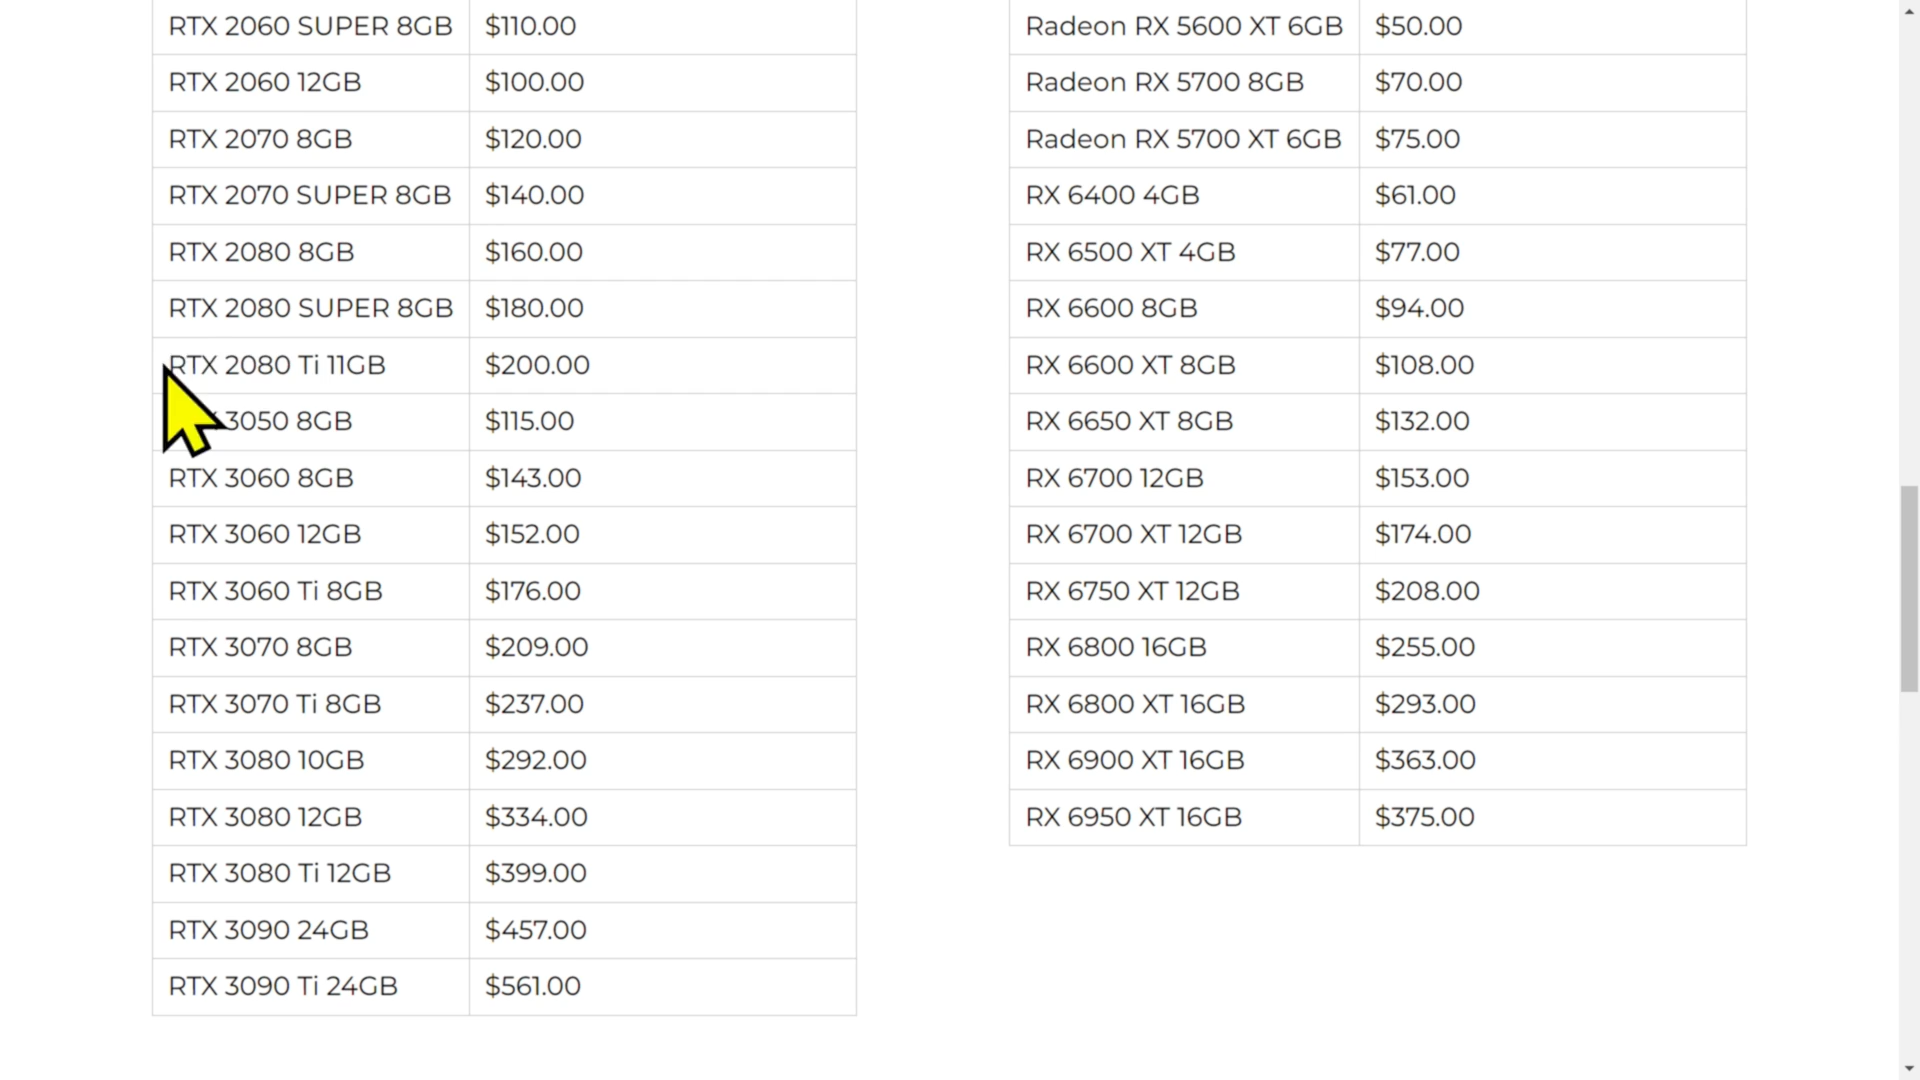 RTX 2060 SUPER 8GB $110.00
RTX 2060 12GB $100.00
RTX 2070 8GB $120.00
RTX 2070 SUPER 8GB $140.00
RTX 2080 8GB $160.00
RTX 2080 SUPER 8GB $180.00
RTX 2080 Ti 11GB $200.00
3050 8GB $115.00
RTX 3060 8GB $143.00
RTX 3060 12GB $152.00
RTX 3060 Ti 8GB $176.00
RTX 3070 8GB $209.00
RTX 3070 Ti 8GB $237.00
RTX 3080 10GB $292.00
RTX 3080 12GB $334.00
RTX 3080 Ti 12GB $399.00
RTX 3090 24GB $457.00
RTX 3090 Ti 24GB $561.00
Radeon RX 5600 XT 6GB $50.00
Radeon RX 5700 8GB $70.00
Radeon RX 5700 XT 6GB $75.00
RX 6400 4GB $61.00
RX 6500 XT 4GB $77.00
RX 6600 8GB $94.00
RX 6600 XT 8GB $108.00
RX 6650 XT 8GB $132.00
RX 6700 12GB $153.00
RX 6700 XT 12GB $174.00
RX 6750 XT 12GB $208.00
RX 6800 16GB $255.00
RX 6800 XT 16GB $293.00
RX 6900 XT 16GB $363.00
RX 6950 XT 16GB $375.00